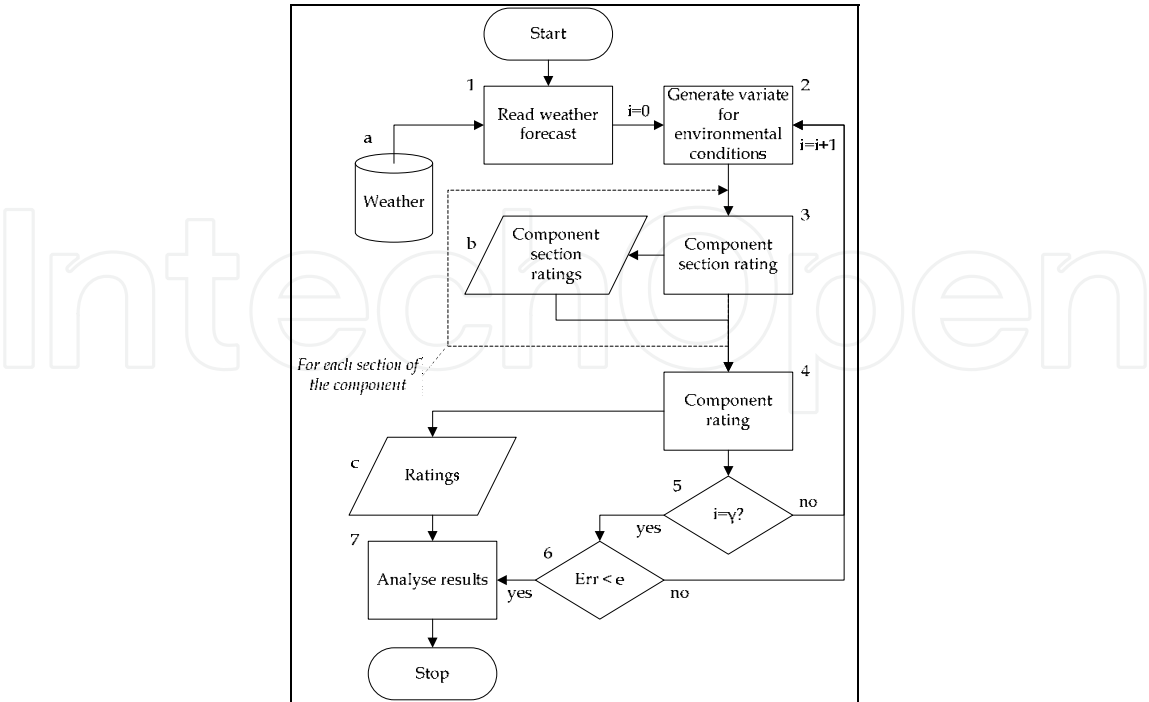 Start
1
Read weather
forecast
i=0
2
Generate variate
for
environmental
conditions
i=i+1
a
Weather
b
Component
section
ratings
3
Component
section rating
For each section of
the component
4
Component
rating
c
Ratings
5
i=γ?
no
yes
7
Analyse results
6
Err < e
yes
no
Stop
IntechOpen